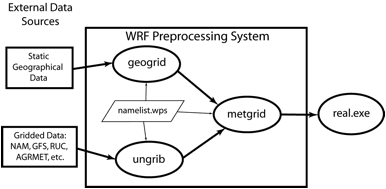 External Data
Sources
WRF Preprocessing System
Static
Geographical
Data
geogrid
namelist.wps
metgrid
real.exe
Gridded Data:
NAM, GFS, RUC,
AGRMET, etc.
ungrib